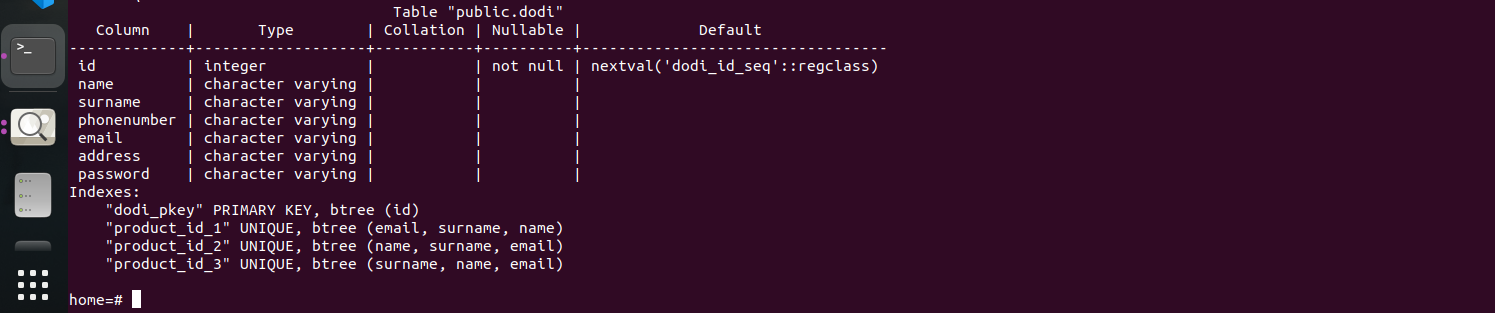 Table "public.dodi"
Column | Type | Collation | Nullable | Default
-------------+-------------------+-----------+----------+----------------------------------
id | integer | | not null | nextval('dodi_id_seq'::regclass)
name | character varying | | |
surname | character varying | | |
phonenumber | character varying | | |
email | character varying | | |
address | character varying | | |
password | character varying | | |
Indexes:
"dodi_pkey" PRIMARY KEY, btree (id)
"product_id_1" UNIQUE, btree (email, surname, name)
"product_id_2" UNIQUE, btree (name, surname, email)
"product_id_3" UNIQUE, btree (surname, name, email)
home=#